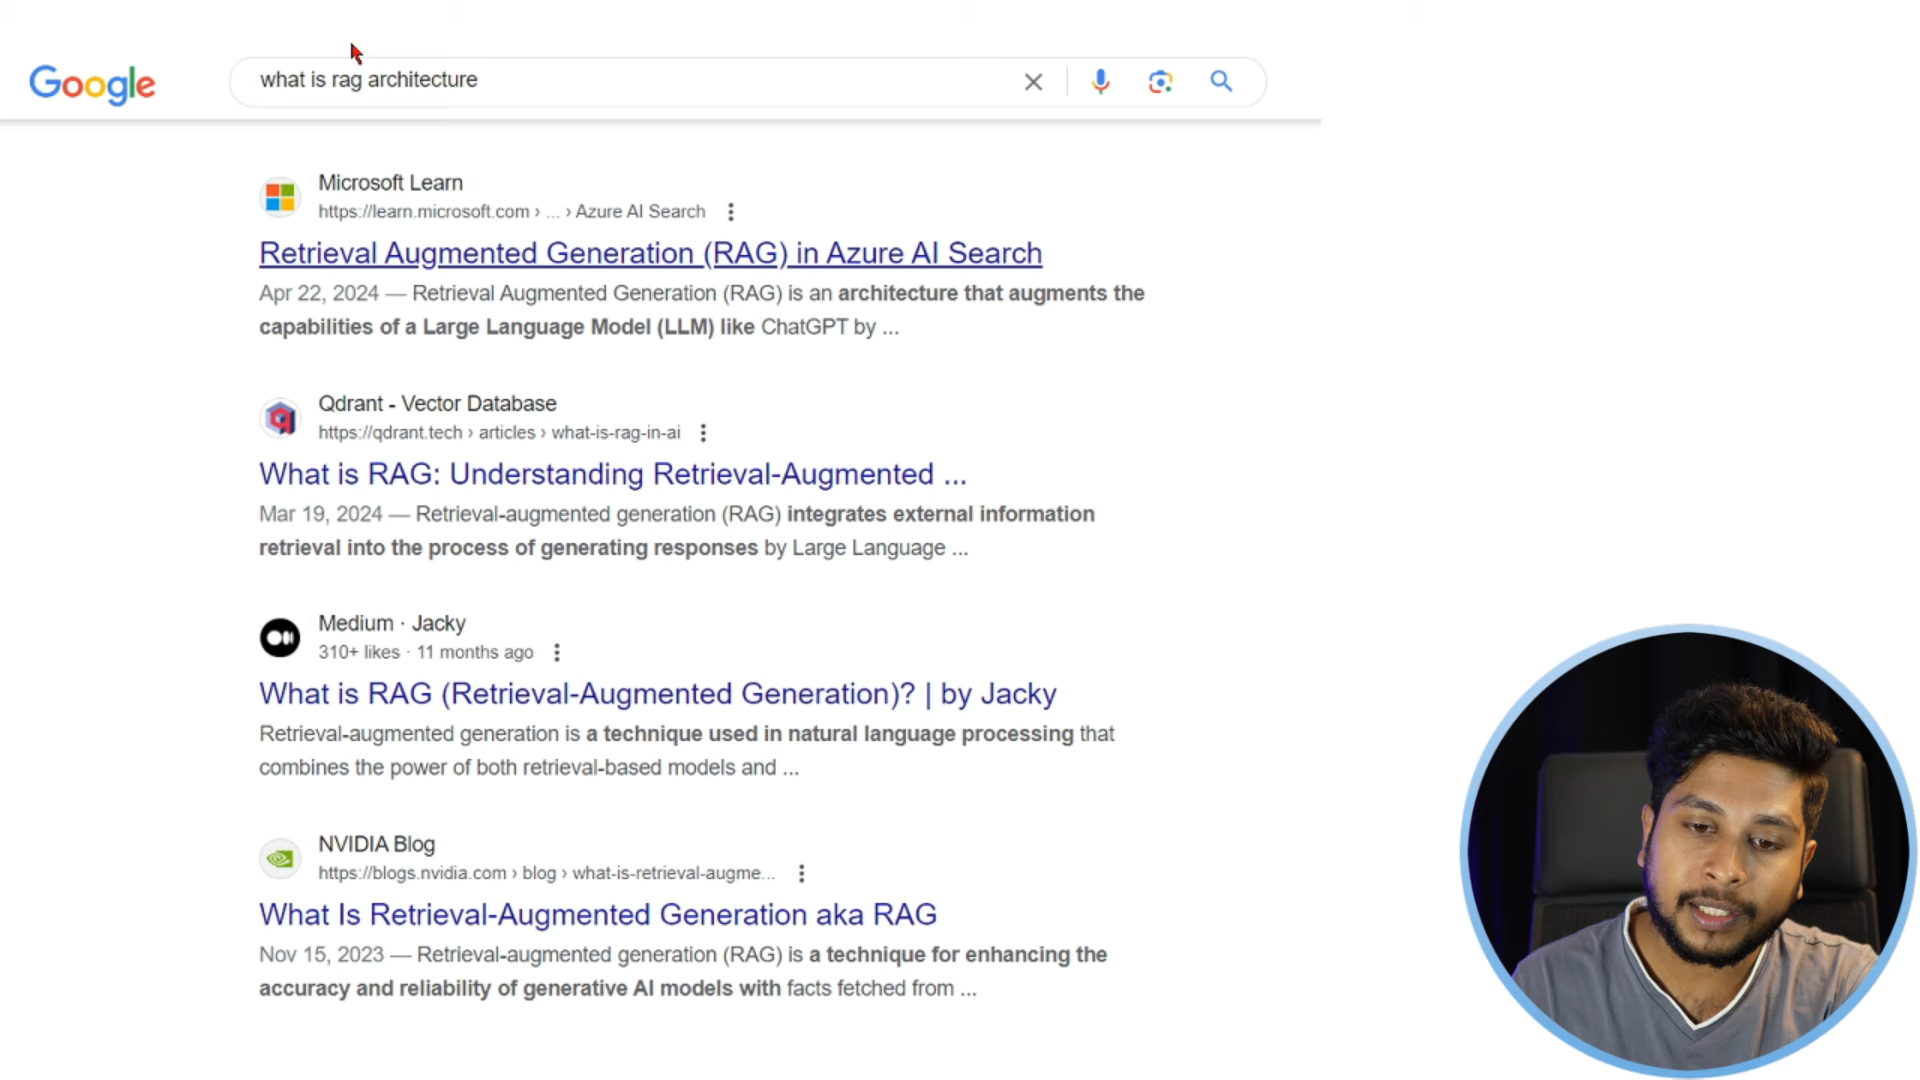 Google
what is rag architecture
Microsoft Learn
https://learn.microsoft.com › ... › Azure AI Search
Retrieval Augmented Generation (RAG) in Azure AI Search
Apr 22, 2024 — Retrieval Augmented Generation (RAG) is an architecture that augments the
capabilities of a Large Language Model (LLM) like ChatGPT by ...
Qdrant - Vector Database
https://qdrant.tech › articles › what-is-rag-in-ai
What is RAG: Understanding Retrieval-Augmented ...
Mar 19, 2024 — Retrieval-augmented generation (RAG) integrates external information
retrieval into the process of generating responses by Large Language ...
Medium · Jacky
310+ likes · 11 months ago
What is RAG (Retrieval-Augmented Generation)? | by Jacky
Retrieval-augmented generation is a technique used in natural language processing that
combines the power of both retrieval-based models and ...
NVIDIA Blog
https://blogs.nvidia.com › blog › what-is-retrieval-augme...
What Is Retrieval-Augmented Generation aka RAG
Nov 15, 2023 — Retrieval-augmented generation (RAG) is a technique for enhancing the
accuracy and reliability of generative AI models with facts fetched from ...